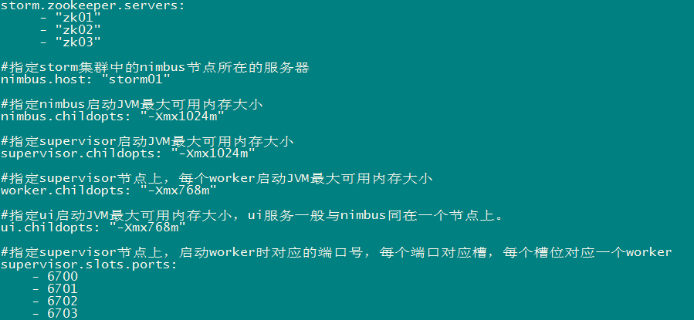 storm.zookeeper.servers:
- "zk01"
- "zk02"
- "zk03"
#指定storm集群中的nimbus节点所在的服务器
nimbus.host: "storm01"
#指定nimbus启动JVM最大可用内存大小
nimbus.childopts: "-Xmx1024m"
#指定supervisor启动JVM最大可用内存大小
supervisor.childopts: "-Xmx1024m"
#指定supervisor节点上，每个worker启动JVM最大可用内存大小
worker.childopts: "-Xmx768m"
#指定ui启动JVM最大可用内存大小，ui服务一般与nimbus同在一个节点上。
ui.childopts: "-Xmx768m"
#指定supervisor节点上，启动worker时对应的端口号，每个端口对应槽，每个槽位对应一个worker
supervisor.slots.ports:
- 6700
- 6701
- 6702
- 6703